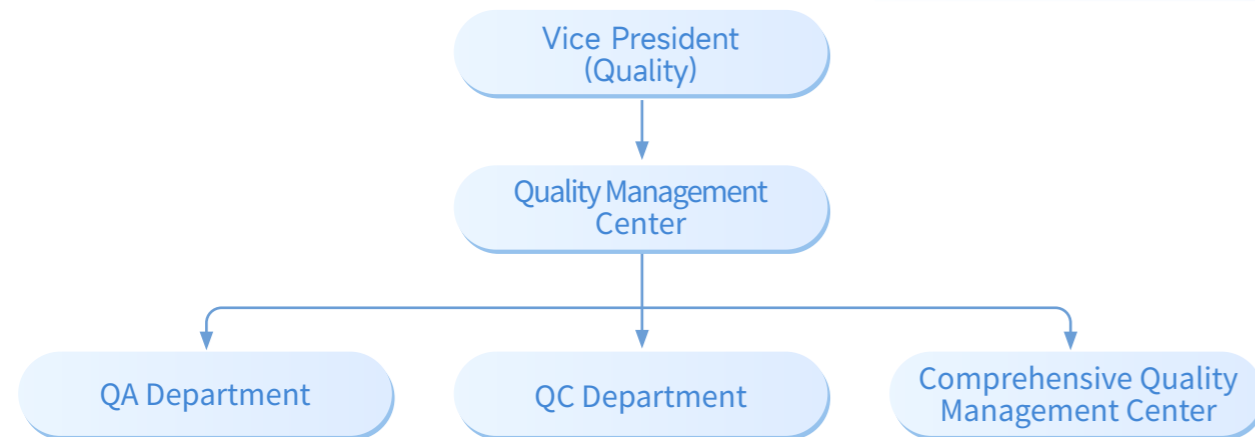 Vice President
(Quality)
Quality Management
Center
QA Department
QC Department
Comprehensive Quality
Management Center